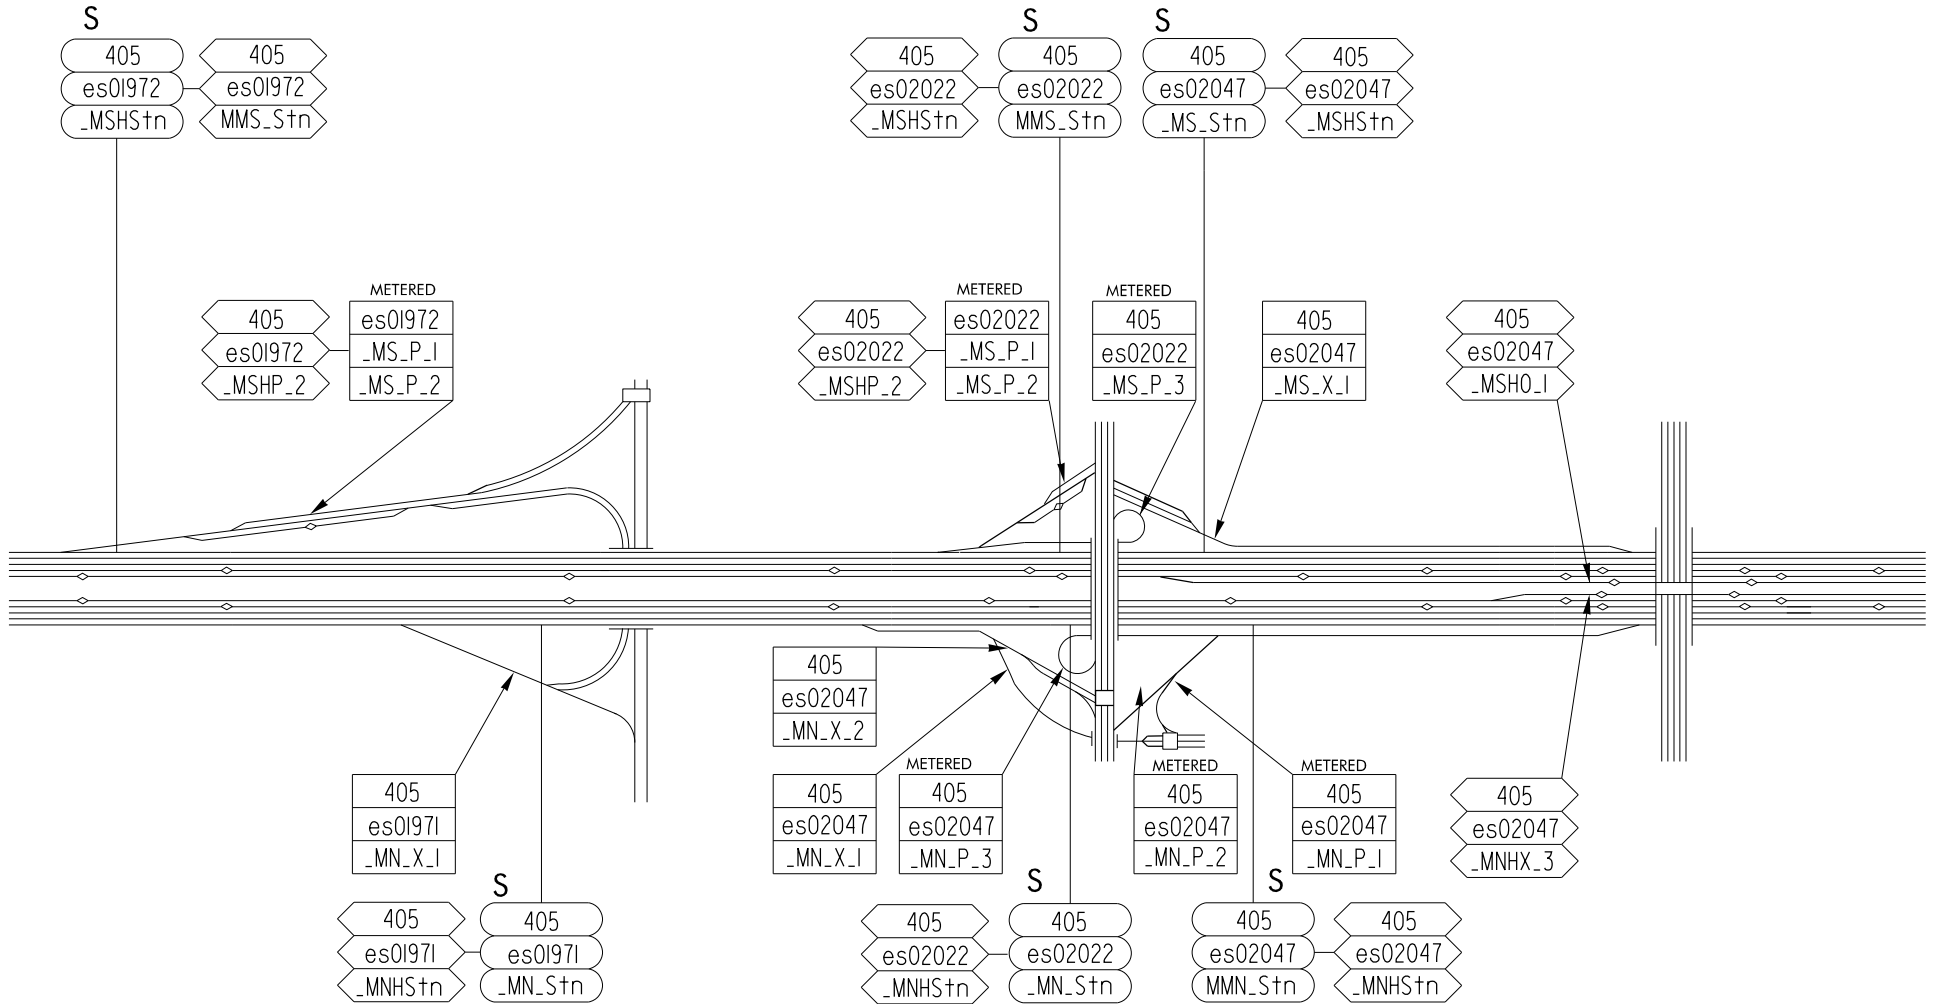 S
405
es01972
_MSHStn
405
es01972
MMS_Stn
405
es02022
_MSHStn
S
405
es02022
MMS_Stn
S
405
es02047
_MS_Stn
405
es02047
_MSHStn
405
es01972
_MSHP_2
METERED
es01972
_MS_P_1
_MS_P_2
405
es02022
_MSHP_2
METERED
es02022
_MS_P_1
_MS_P_2
METERED
405
es02022
_MS_P_3
405
es02047
_MS_X_1
405
es02047
_MSHO_1
405
es02047
_MN_X_2
405
es01971
_MN_X_1
405
es02047
_MN_X_1
METERED
405
es02047
_MN_P_3
METERED
405
es02047
_MN_P_2
METERED
405
es02047
_MN_P_1
405
es02047
_MNHX_3
405
es01971
_MNHStn
S
405
es01971
_MN_Stn
405
es02022
_MNHStn
S
405
es02022
_MN_Stn
S
405
es02047
MMN_Stn
405
es02047
_MNHStn